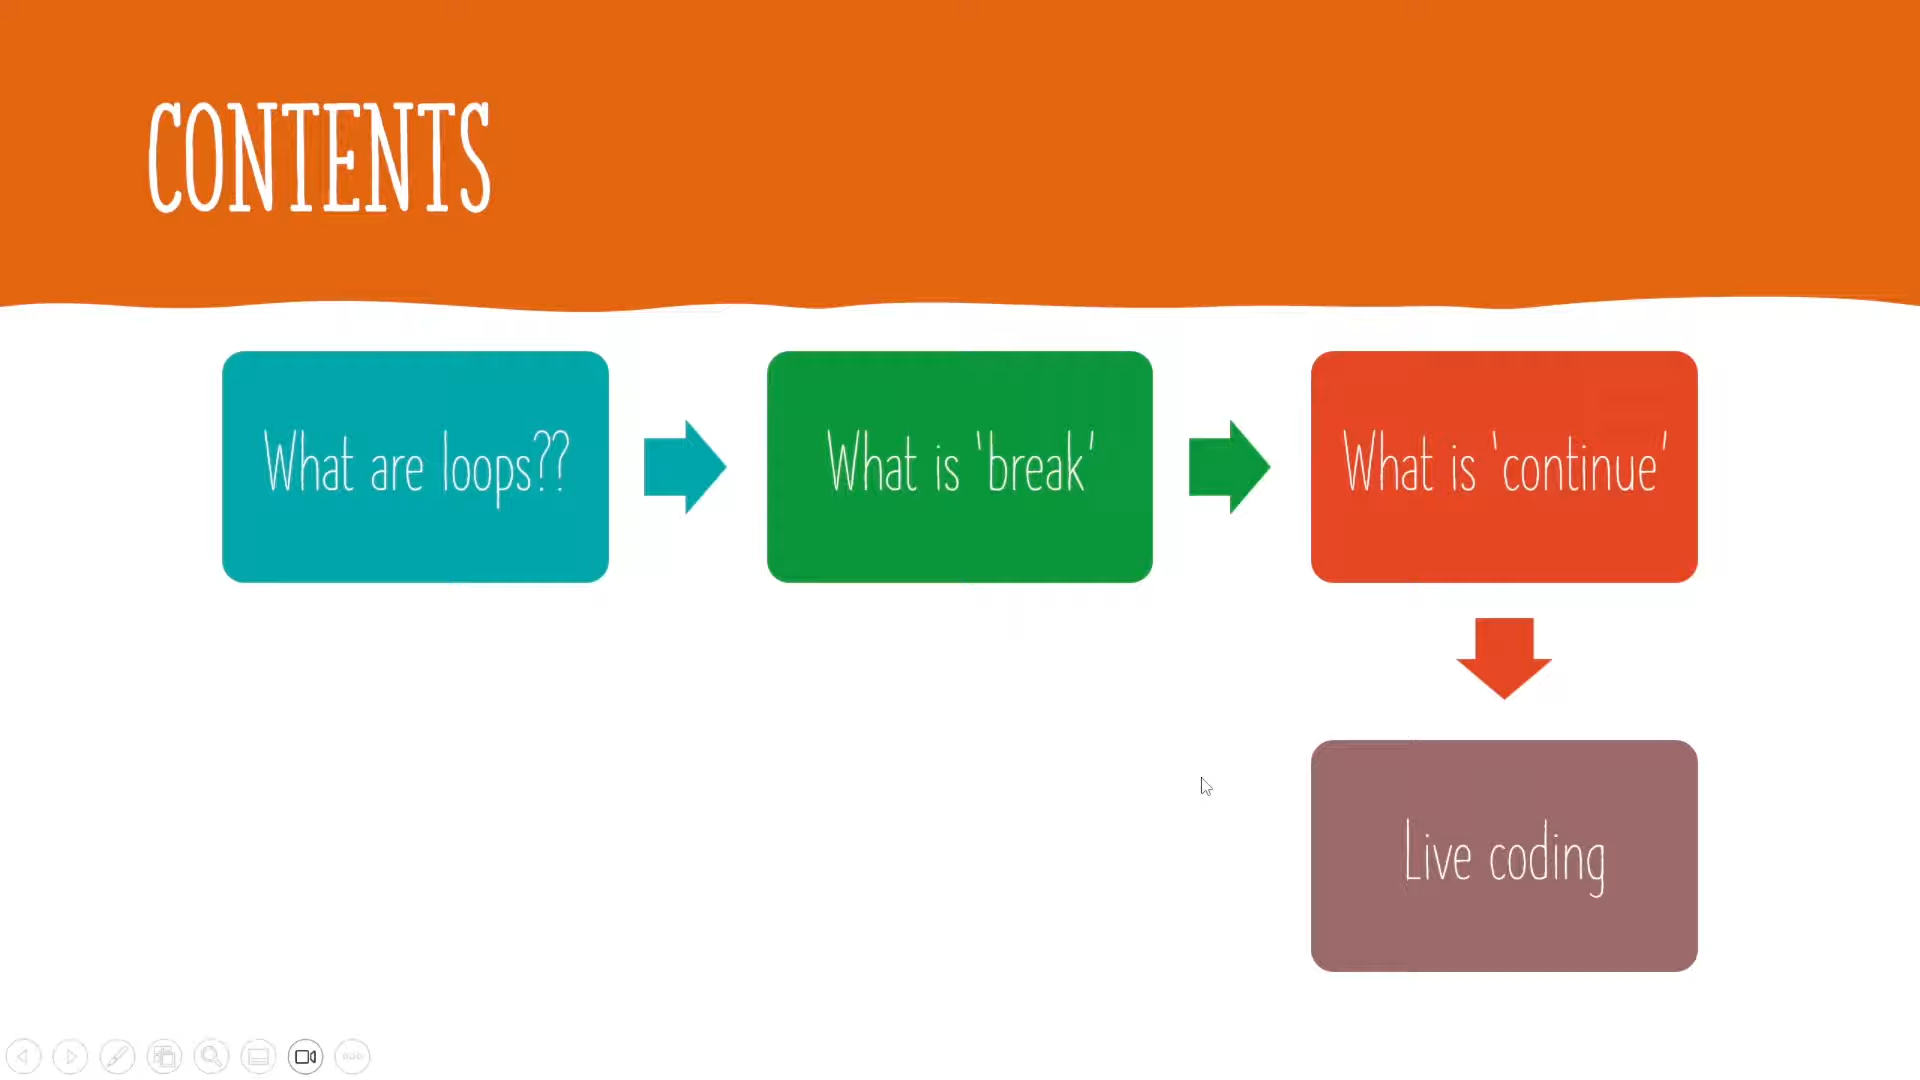 CONTENTS
What are loops??
What is 'break'
What is 'continue'
Live coding